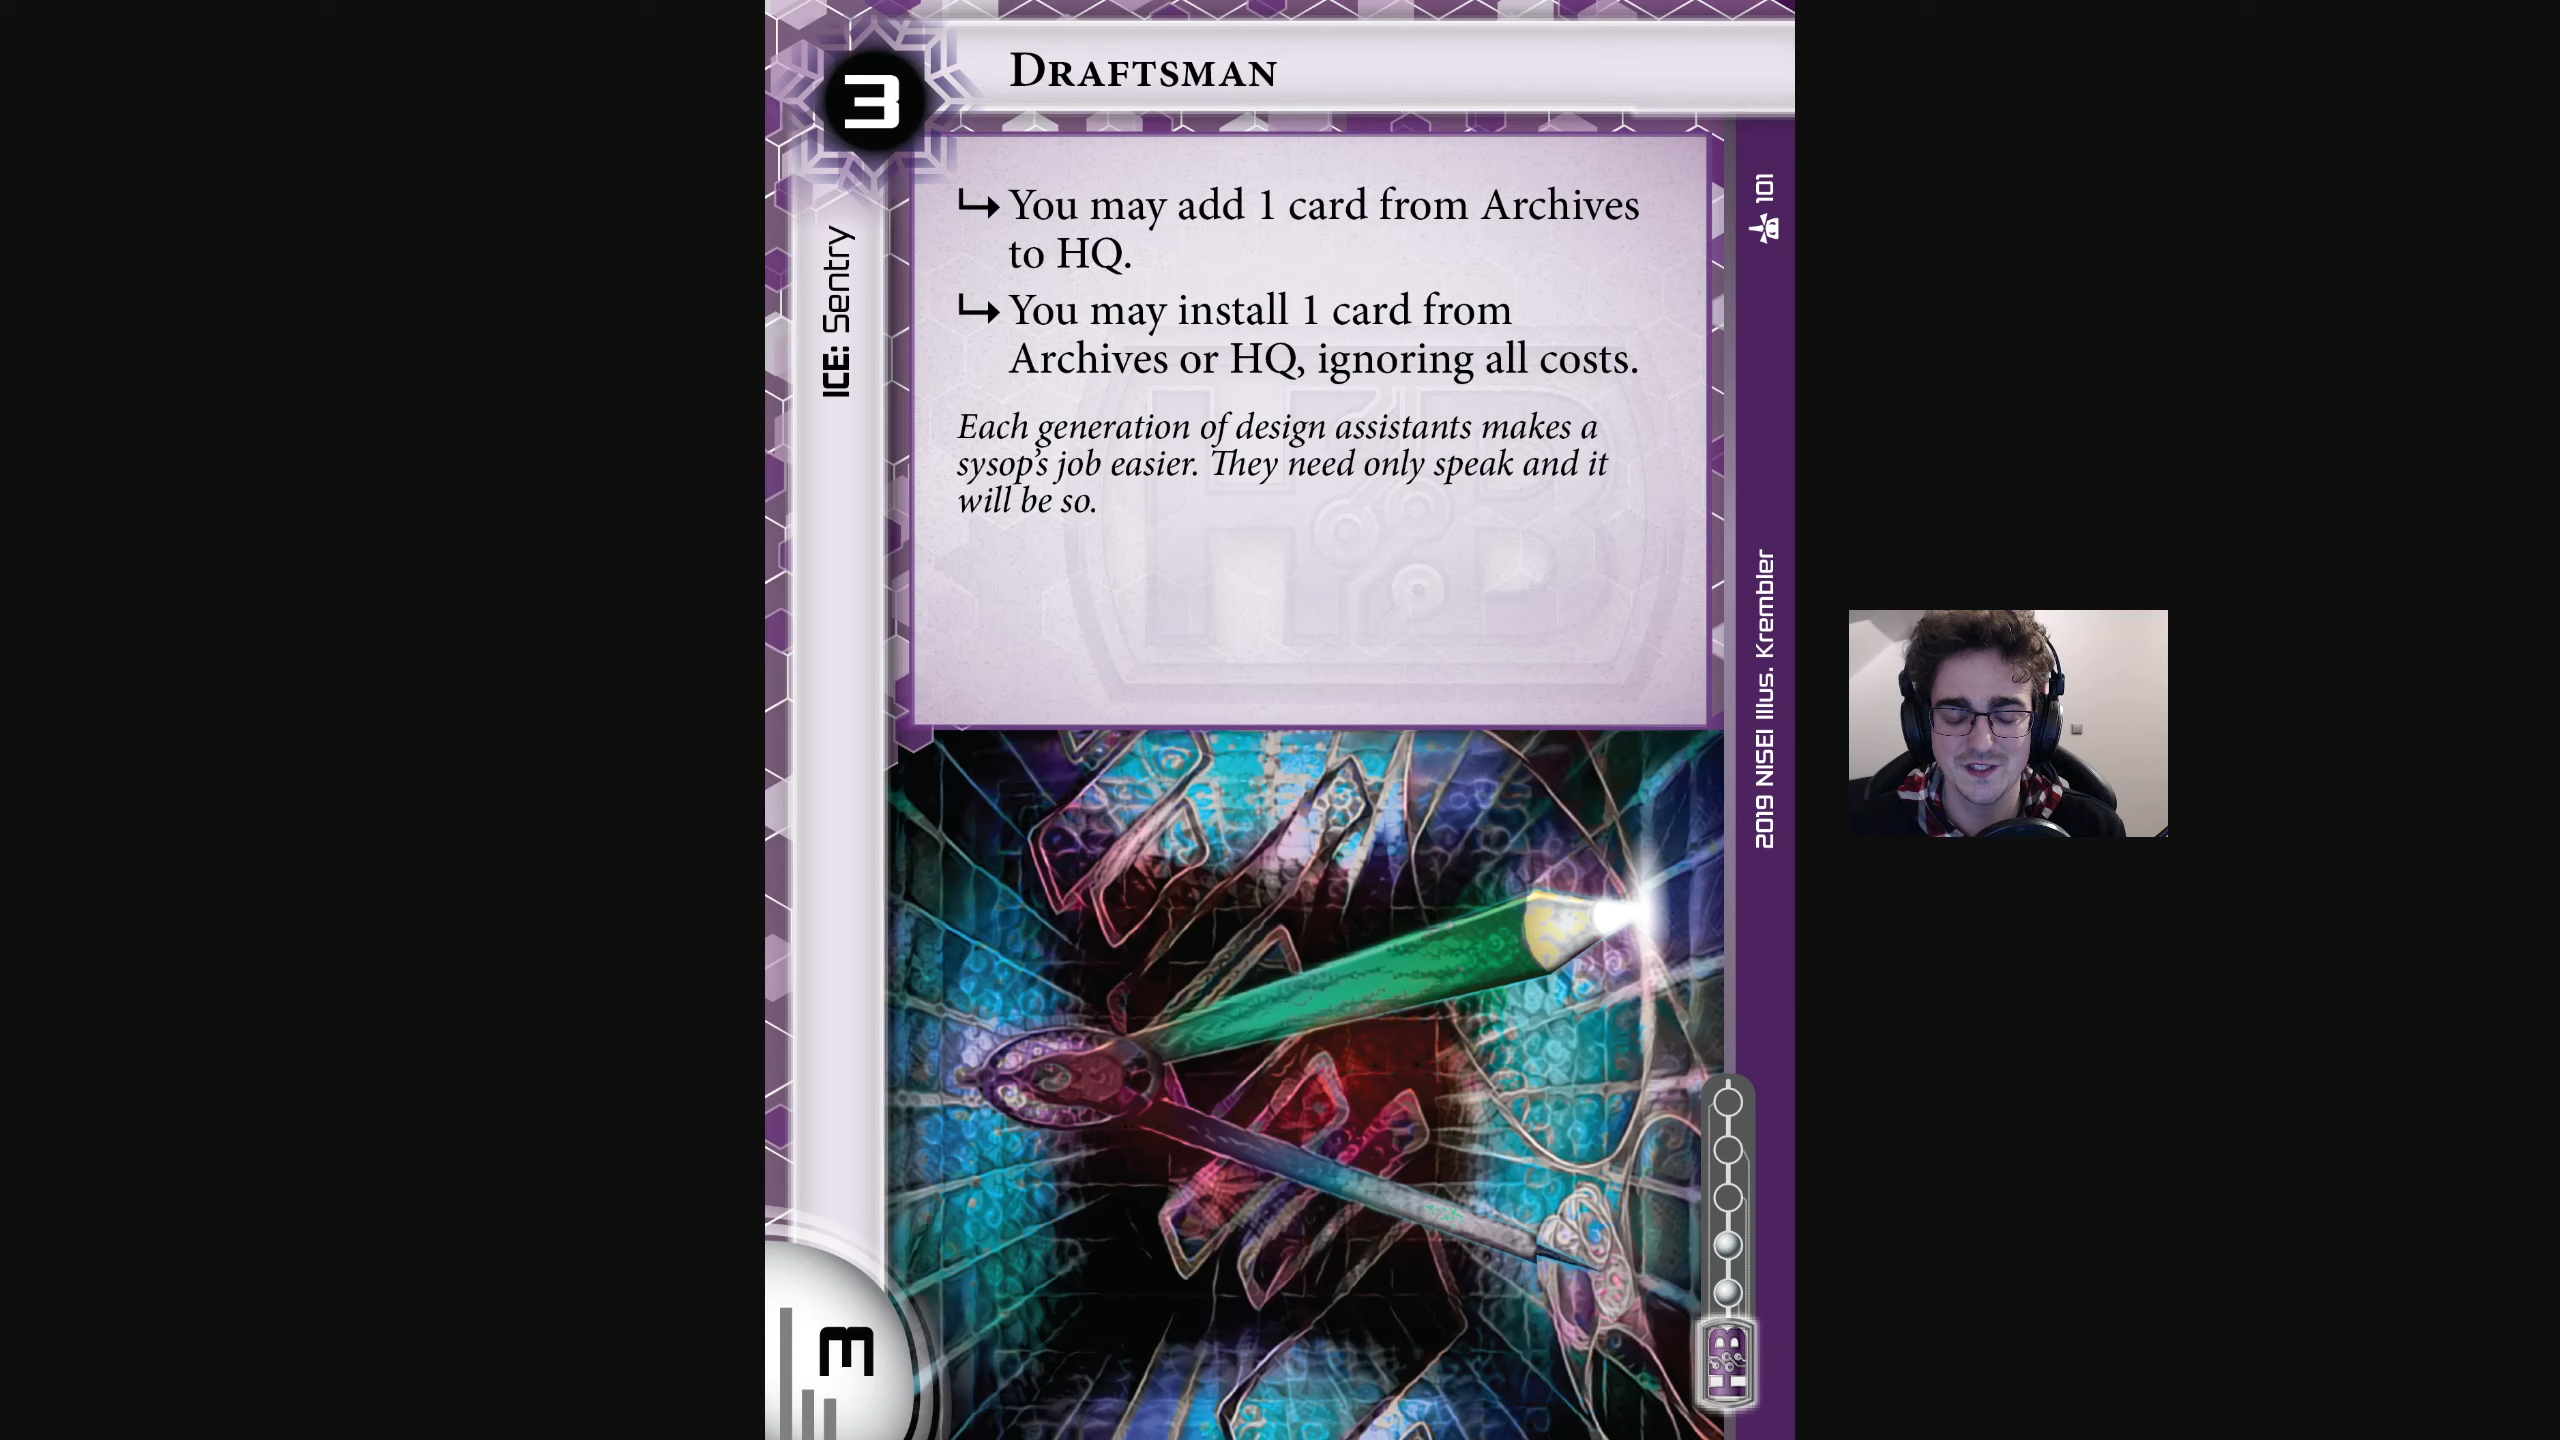 3
DRAFTSMAN
ICE: Sentry
You may add 1 card from Archives
to HQ.
You may install 1 card from
Archives or HQ, ignoring all costs.
Each generation of design assistants makes a
sysop's job easier. They need only speak and it
will be so.
HB
101
2019 NISEI Illus. Krembler
3
HB